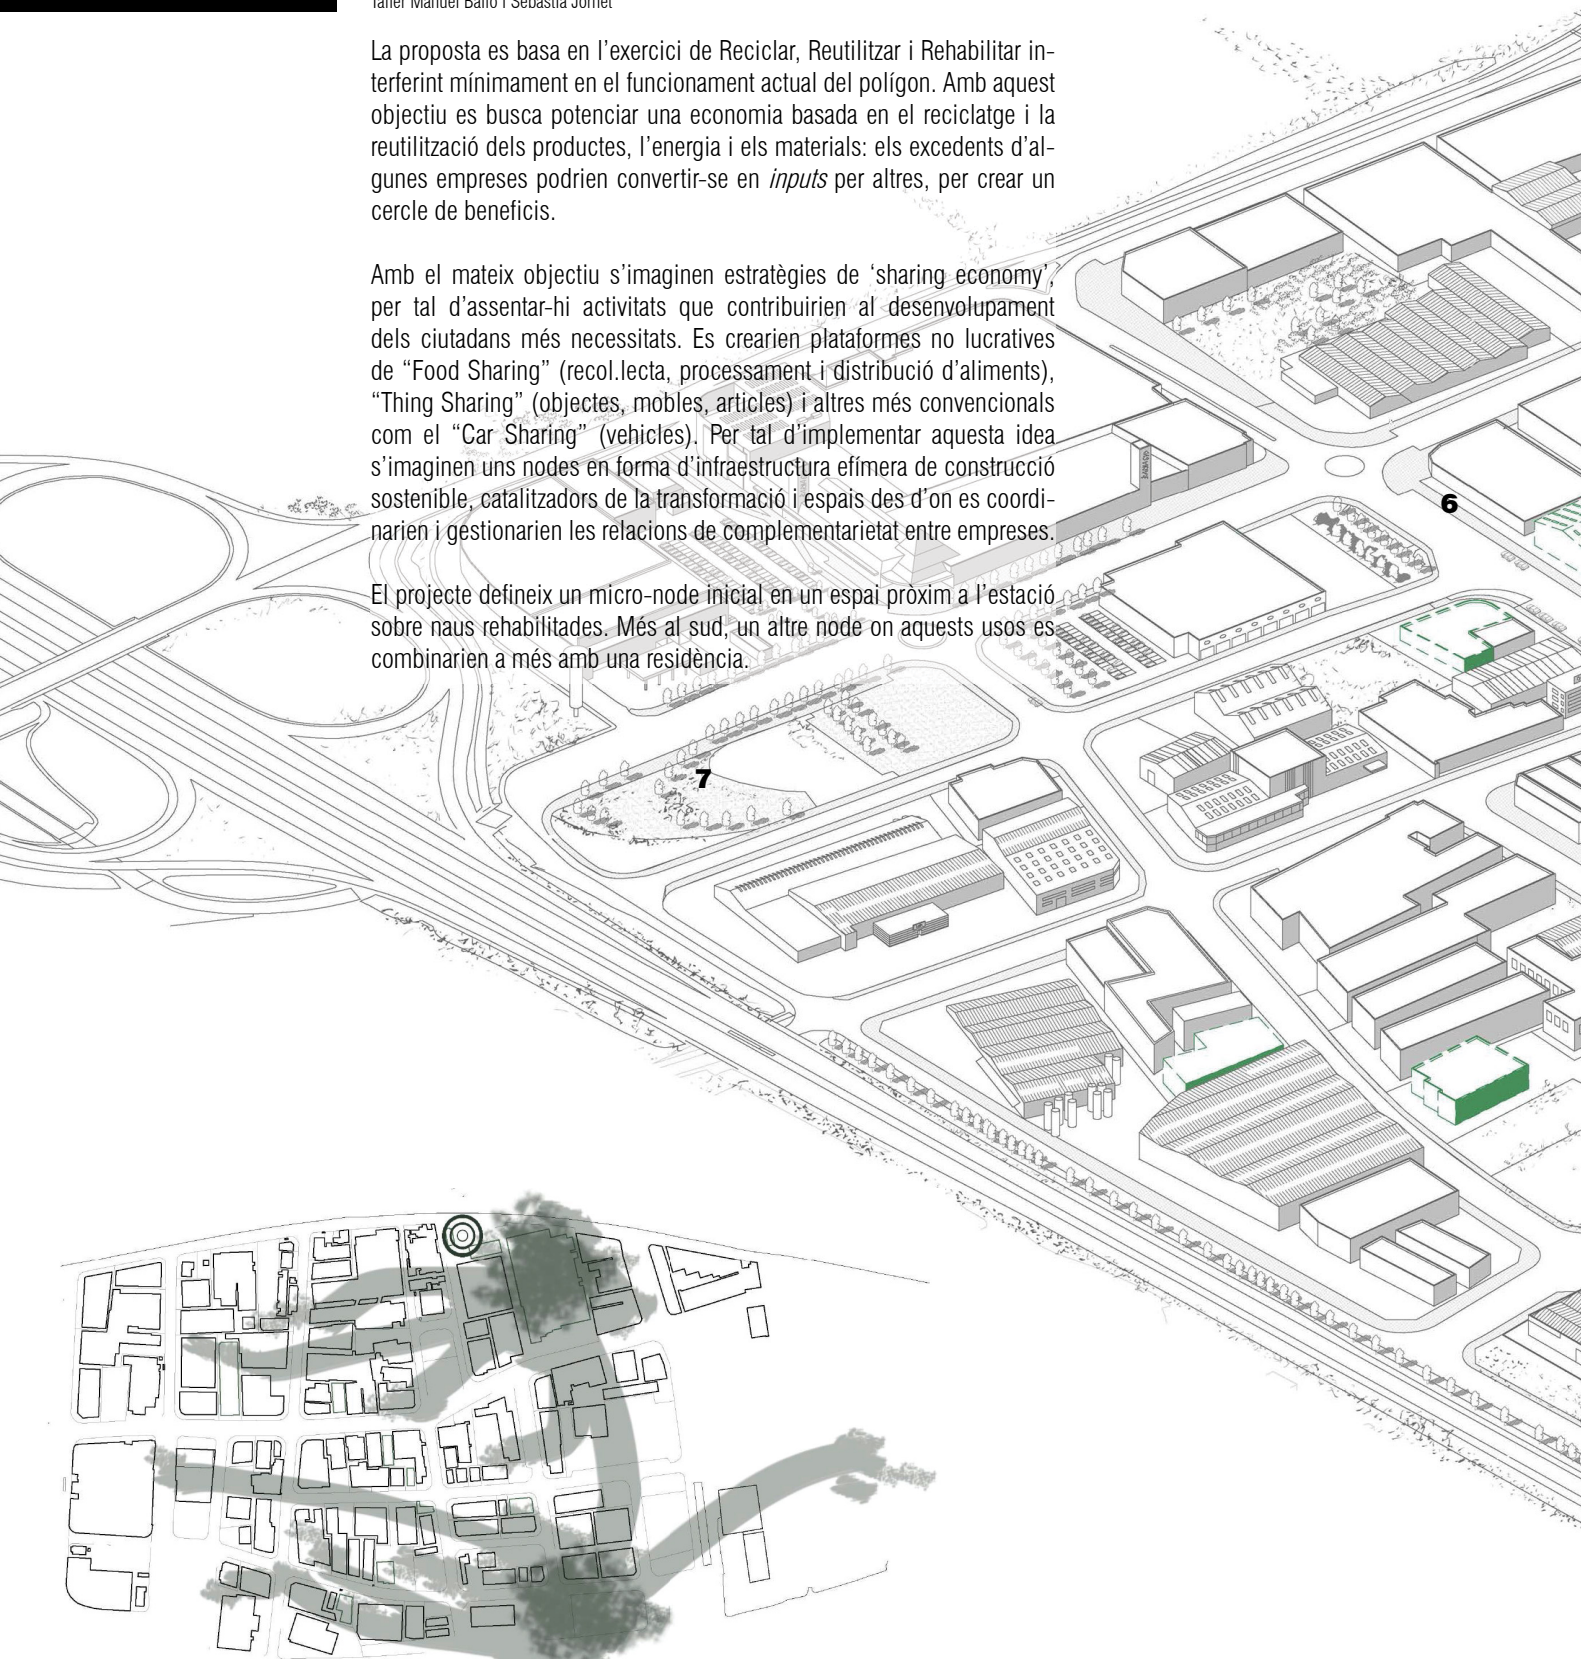 Taller Manuel Bailo i Sebastià Jornet
La proposta es basa en l’exercici de Reciclar, Reutilitzar i Rehabilitar in-
terferint mínimament en el funcionament actual del polígon. Amb aquest
objectiu es busca potenciar una economia basada en el reciclatge i la
reutilització dels productes, l’energia i els materials: els excedents d’al-
gunes empreses podrien convertir-se en inputs per altres, per crear un
cercle de beneficis.
Amb el mateix objectiu s’imaginen estratègies de ‘sharing economy’,
per tal d’assentar-hi activitats que contribuirien al desenvolupament
dels ciutadans més necessitats. Es crearien plataformes no lucratives
de “Food Sharing” (recol.lecta, processament i distribució d’aliments),
“Thing Sharing” (objectes, mobles, articles) i altres més convencionals
com el “Car Sharing” (vehicles). Per tal d’implementar aquesta idea
s’imaginen uns nodes en forma d’infraestructura efímera de construcció
sostenible, catalitzadors de la transformació i espais des d’on es coordi-
narien i gestionarien les relacions de complementarietat entre empreses.
El projecte defineix un micro-node inicial en un espai pròxim a l’estació
sobre naus rehabilitades. Més al sud, un altre node on aquests usos es
combinarien a més amb una residència.
6
7